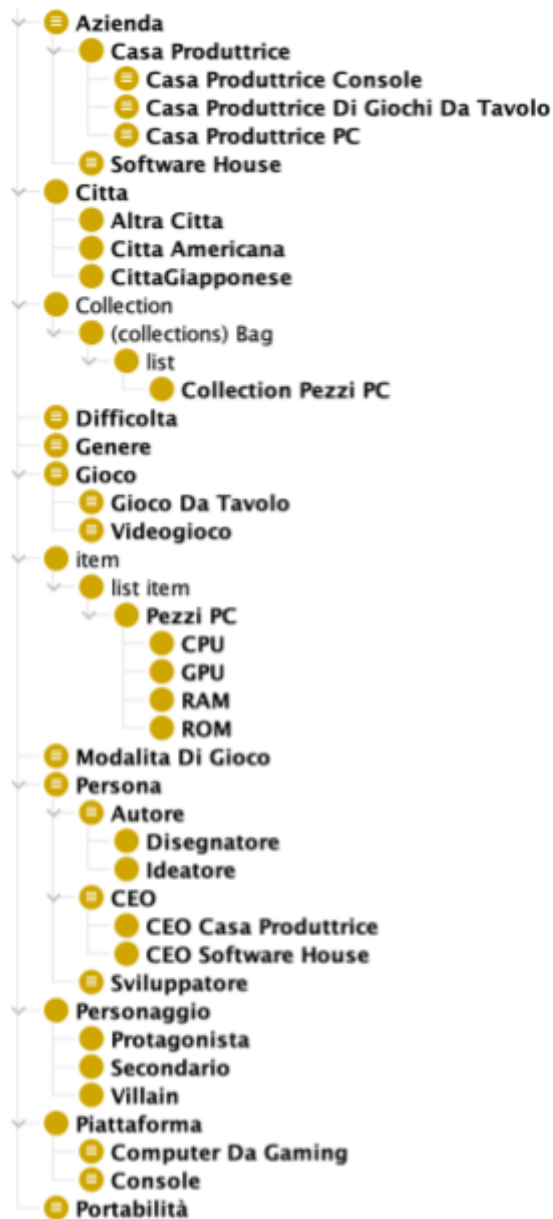 Azienda
Casa Produttrice
Casa Produttrice Console
Casa Produttrice Di Giochi Da Tavolo
Casa Produttrice PC
Software House
Citta
Altra Citta
Citta Americana
CittaGiapponese
Collection
(collections) Bag
list
Collection Pezzi PC
Difficolta
Genere
Gioco
Gioco Da Tavolo
Videogioco
item
list item
Pezzi PC
CPU
GPU
RAM
ROM
Modalita Di Gioco
Persona
Autore
Disegnatore
Ideatore
CEO
CEO Casa Produttrice
CEO Software House
Sviluppatore
Personaggio
Protagonista
Secondario
Villain
Piattaforma
Computer Da Gaming
Console
Portabilità